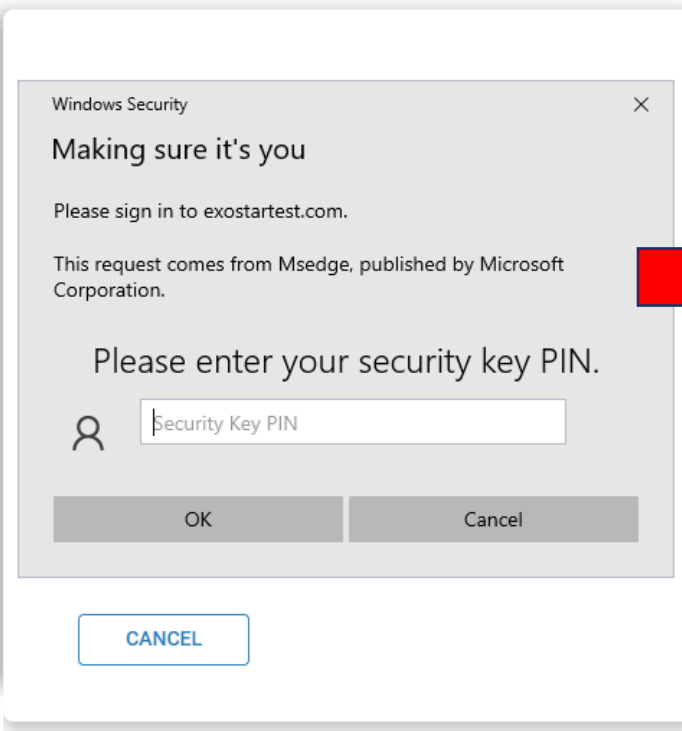 Windows Security
Making sure it's you
Please sign in to exostartest.com.
This request comes from Msedge, published by Microsoft
Corporation.
Please enter your security key PIN.
Security Key PIN
OK
Cancel
CANCEL